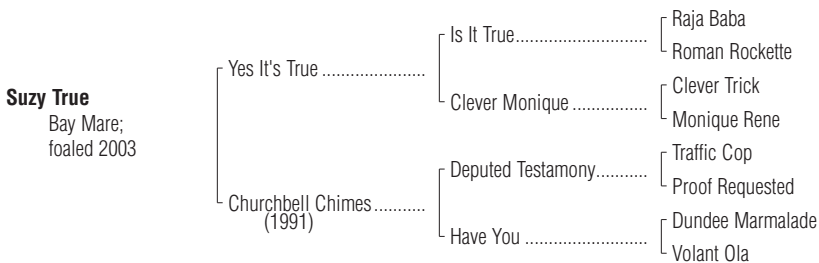 Raja Baba
Is It True............................
Roman Rockette
Yes It's True ......................
Clever Trick
Clever Monique ................
Monique Rene
Suzy True
Bay Mare;
foaled 2003
Traffic Cop
Deputed Testamony...........
Proof Requested
Churchbell Chimes...........
(1991)
Dundee Marmalade
Have You ..........................
Volant Ola